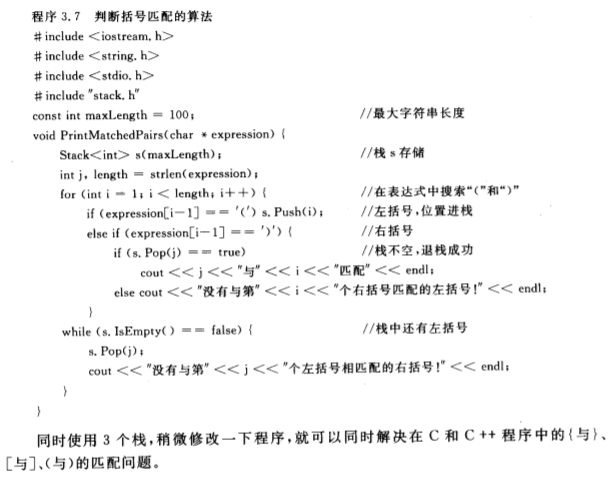 程序 3.7 判断括号匹配的算法
#include <iostream.h>
#include <string.h>
#include <stdio.h>
#include "stack.h"
const int maxLength = 100; //最大字符串长度
void PrintMatchedPairs(char * expression) {
Stack<int> s(maxLength); //栈 s 存储
int j, length = strlen(expression);
for (int i = 1; i < length; i++) { //在表达式中搜索“(”和“)”
if (expression[i-1] == '(') s.Push(i); //左括号,位置进栈
else if (expression[i-1] == ')') { //右括号
if (s.Pop(j) == true) //栈不空,退栈成功
cout << j << "与" << i << "匹配" << endl;
else cout << "没有与第" << i << "个右括号匹配的左括号!" << endl;
}
while (s.IsEmpty( ) == false) { //栈中还有左括号
s.Pop(j);
cout << "没有与第" << j << "个左括号相匹配的右括号!" << endl;
}
}
同时使用 3 个栈,稍微修改一下程序,就可以同时解决在 C 和 C++ 程序中的{与}、
[与]、(与)的匹配问题。